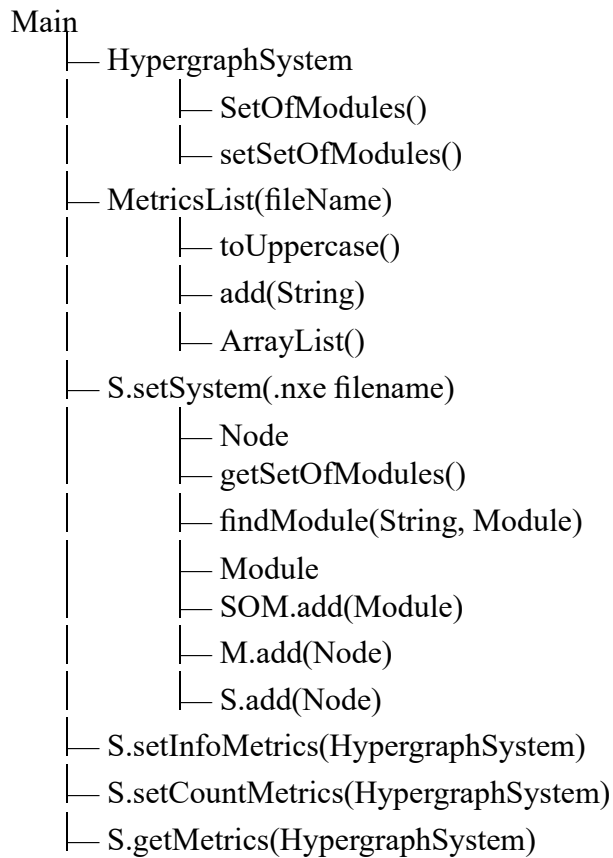 Main
HypergraphSystem
SetOfModules()
setSetOfModules()
MetricsList(fileName)
toUppercase()
add(String)
ArrayList()
S.setSystem(.nxe filename)
Node
getSetOfModules()
findModule(String, Module)
Module
SOM.add(Module)
M.add(Node)
S.add(Node)
S.setInfoMetrics(HypergraphSystem)
S.setCountMetrics(HypergraphSystem)
S.getMetrics(HypergraphSystem)